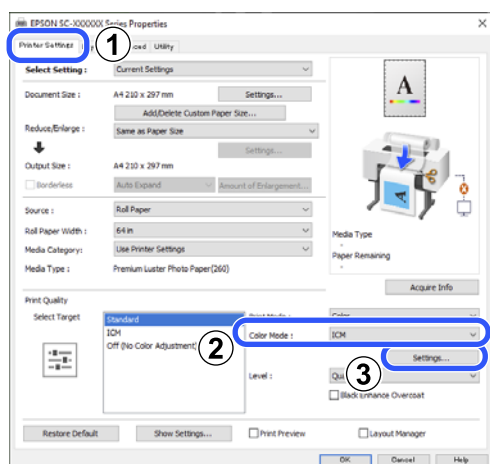 EPSON SC-XXXXXX Series Properties
Printer Settings
1
Utility
Select Setting :
Current Settings
Document Size :
A4 210 x 297 mm
Settings...
Add/Delete Custom Paper Size...
Reduce/Enlarge :
Same as Paper Size
Settings...
Output Size :
A4 210 x 297 mm
Borderless
Auto Expand
Amount of Enlargement...
A
Source :
Roll Paper
Roll Paper Width :
64 in
Media Category:
Use Printer Settings
Media Type :
Premium Luster Photo Paper(260)
Media Type
-
Paper Remaining
-
Acquire Info
Print Quality
Select Target
Standard
ICM
Off (No Color Adjustment)
2
Print Mode :
Color
Color Mode :
ICM
Settings...
3
Level :
Black Enhance Overcoat
Restore Default
Show Settings...
Print Preview
Layout Manager
OK
Cancel
Help